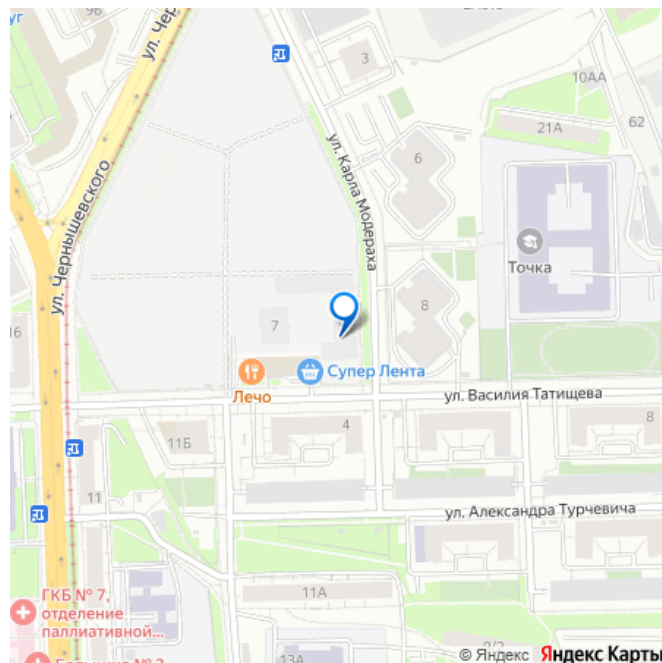 9Б
уг
ул. Чер
3
10АА
62
21А
ул. Карла Модераха
6
ул. Чернышевского
Точка
8
16
7
Супер Лента
Лечо
ул. Василия Татищева
4
8
11Б
11
ул. Александра Турчевича
11А
ГКБ № 7,
отделение
паллиативной...
13А
© Яндекс Яндекс Карты